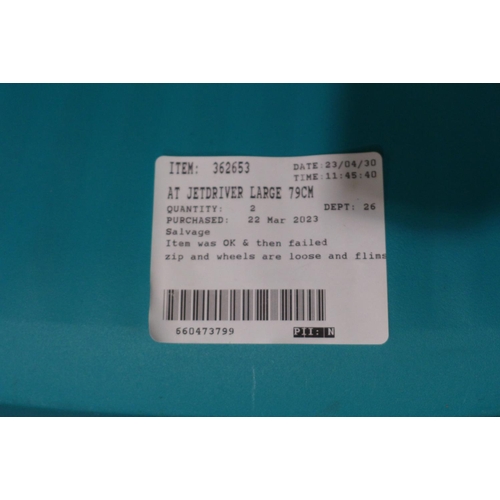 ITEM: 362653 DATE:23/04/30
TIME:11:45:40
AT JETDRIVER LARGE 79CM
QUANTITY: 2 DEPT: 26
PURCHASED: 22 Mar 2023
Salvage
Item was OK & then failed
zip and wheels are loose and flims
660473799 PII: N